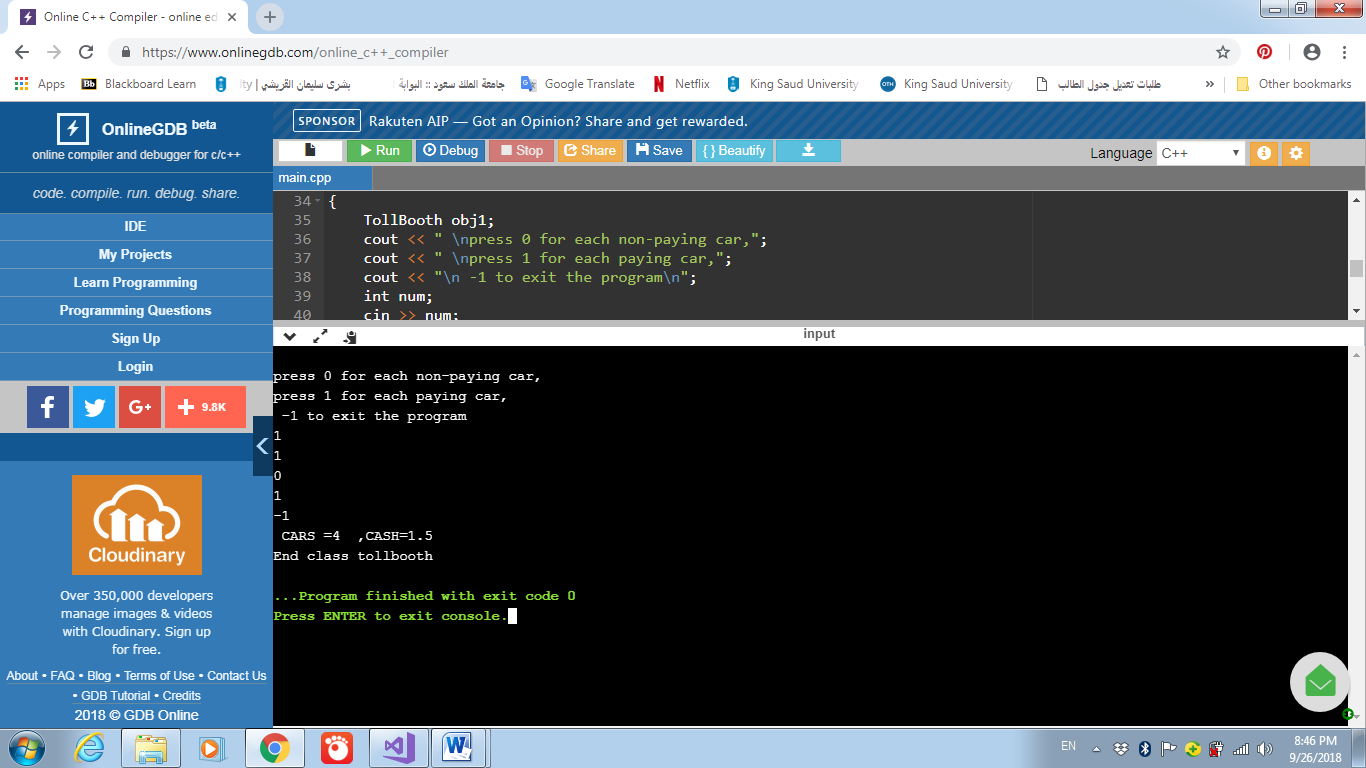 Online C++ Compiler - online ed
https://www.onlinegdb.com/online_c++_compiler
Apps Bb Blackboard Learn ity | بشرى سليمان القريشي جامعة الملك سعود :: البوابة ا Google Translate N Netflix King Saud University OTH King Saud University طلبات تعديل جدول الطالب » Other bookmarks
OnlineGDB beta
online compiler and debugger for c/c++
code. compile. run. debug. share.
IDE
My Projects
Learn Programming
Programming Questions
Sign Up
Login
f G+ + 9.8K
Cloudinary
Over 350,000 developers
manage images & videos
with Cloudinary. Sign up
for free.
About • FAQ • Blog • Terms of Use • Contact Us
• GDB Tutorial • Credits
2018 © GDB Online
SPONSOR Rakuten AIP — Got an Opinion? Share and get rewarded.
Run Debug Stop Share Save { } Beautify Language C++
main.cpp
34 {
35 TollBooth obj1;
36 cout << " \npress 0 for each non-paying car,";
37 cout << " \npress 1 for each paying car,";
38 cout << "\n -1 to exit the program\n";
39 int num;
40 cin >> num;
input
press 0 for each non-paying car,
press 1 for each paying car,
-1 to exit the program
1
1
0
1
-1
CARS =4 ,CASH=1.5
End class tollbooth
...Program finished with exit code 0
Press ENTER to exit console.
EN 8:46 PM
9/26/2018